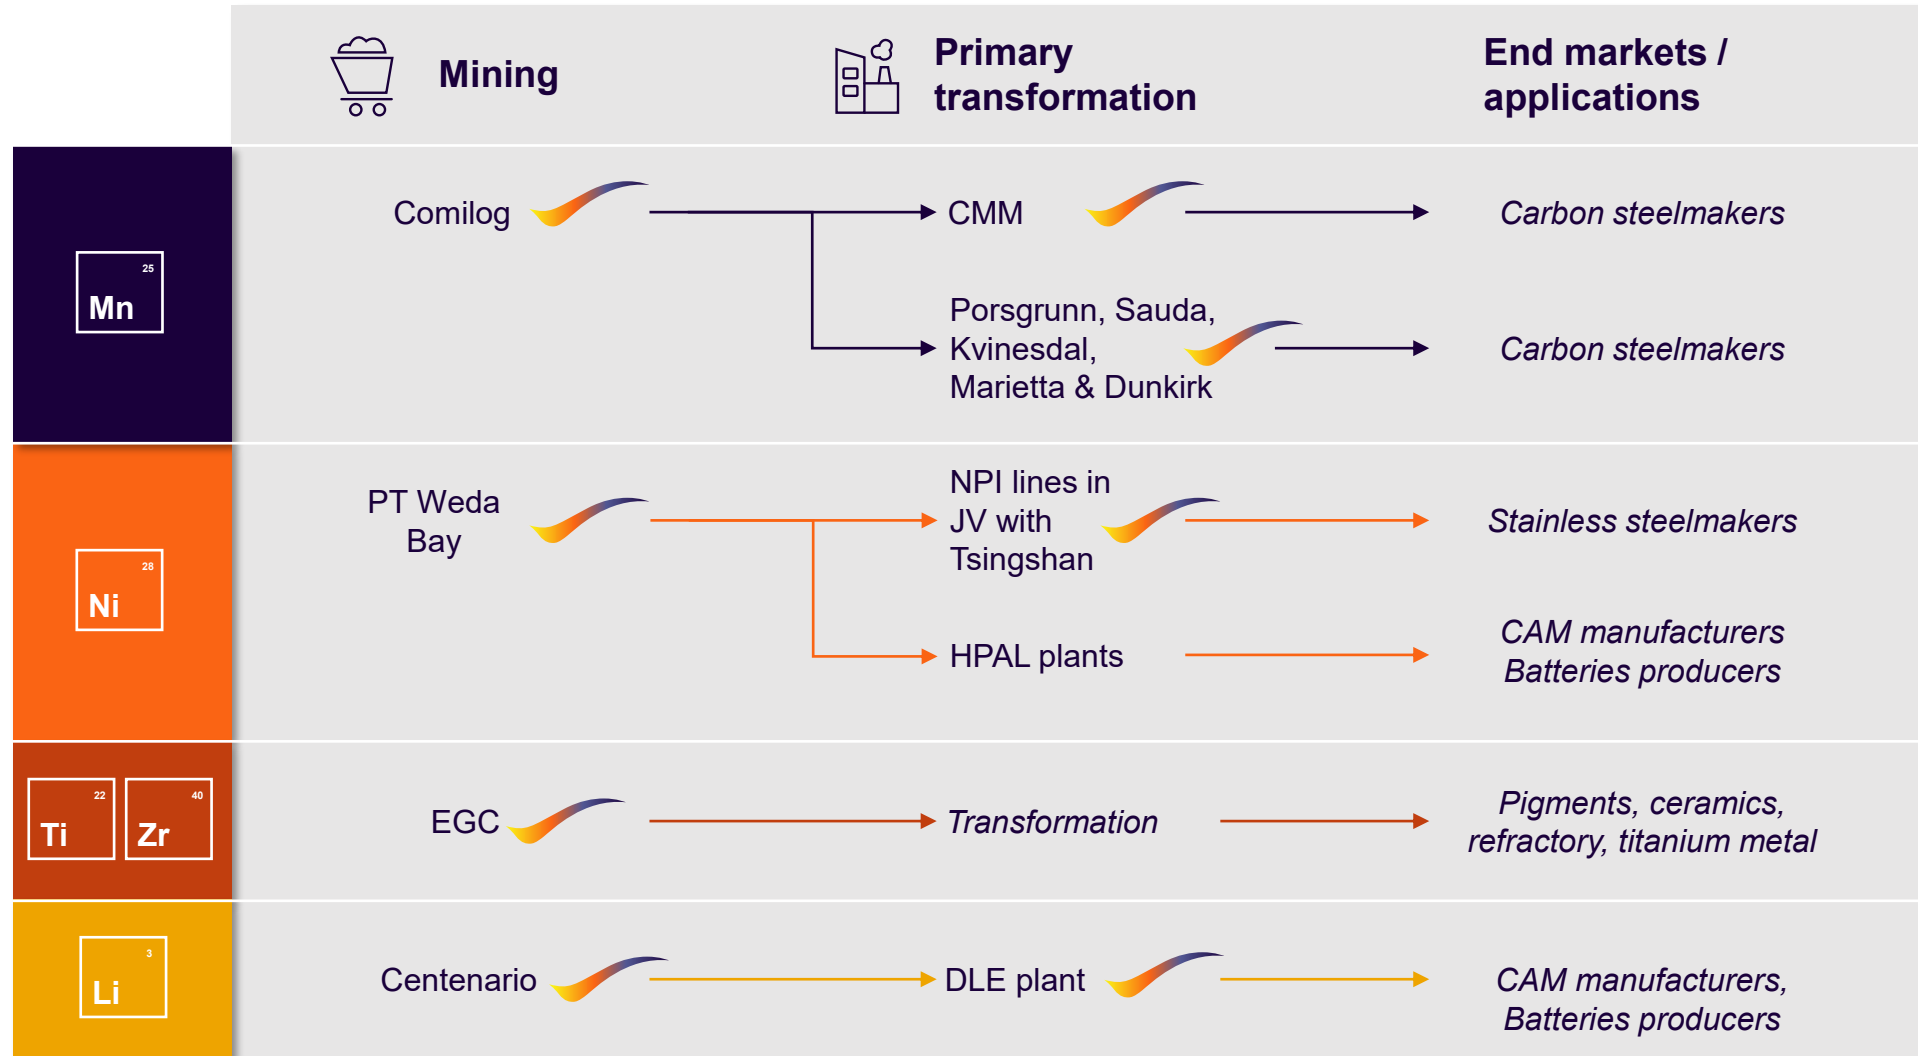 Mining
Primary
transformation
End markets /
applications
25
Mn
Comilog
CMM
Carbon steelmakers
Porsgrunn, Sauda,
Kvinesdal,
Marietta & Dunkirk
Carbon steelmakers
28
Ni
PT Weda
Bay
NPI lines in
JV with
Tsingshan
Stainless steelmakers
HPAL plants
CAM manufacturers
Batteries producers
22
Ti
40
Zr
EGC
Transformation
Pigments, ceramics,
refractory, titanium metal
3
Li
Centenario
DLE plant
CAM manufacturers,
Batteries producers